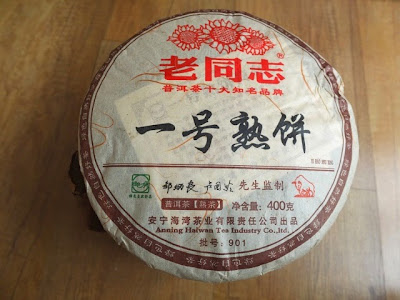 老同志®
普洱茶十大知名品牌
一号熟饼
邹炳良 卢国龄 先生监制
普洱茶【熟茶】 净含量:400克
安宁海湾茶业有限责任公司出品
Anning Haiwan Tea Industry Co., Ltd.
批号:901